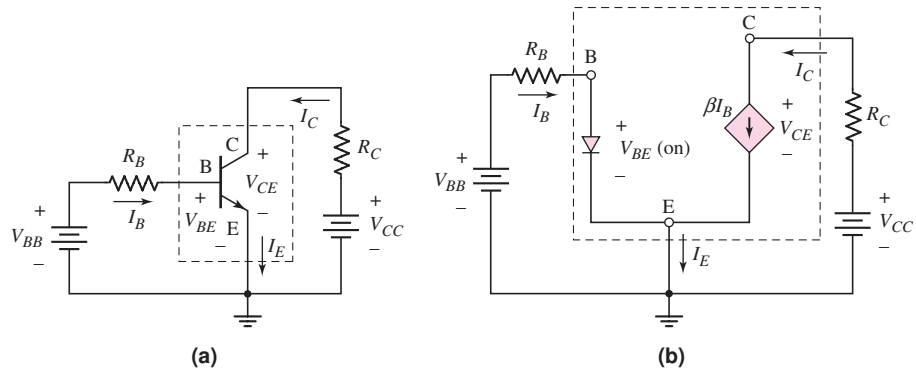 C
I_C
R_C
C
B
R_B
+
V_CE
–
I_B
+
V_BE
–
E
I_E
+
V_BB
–
+
V_CC
–
(a)
C
I_C
R_B
B
I_B
+
V_BE (on)
–
βI_B
+
V_CE
–
R_C
+
V_BB
–
E
I_E
+
V_CC
–
(b)